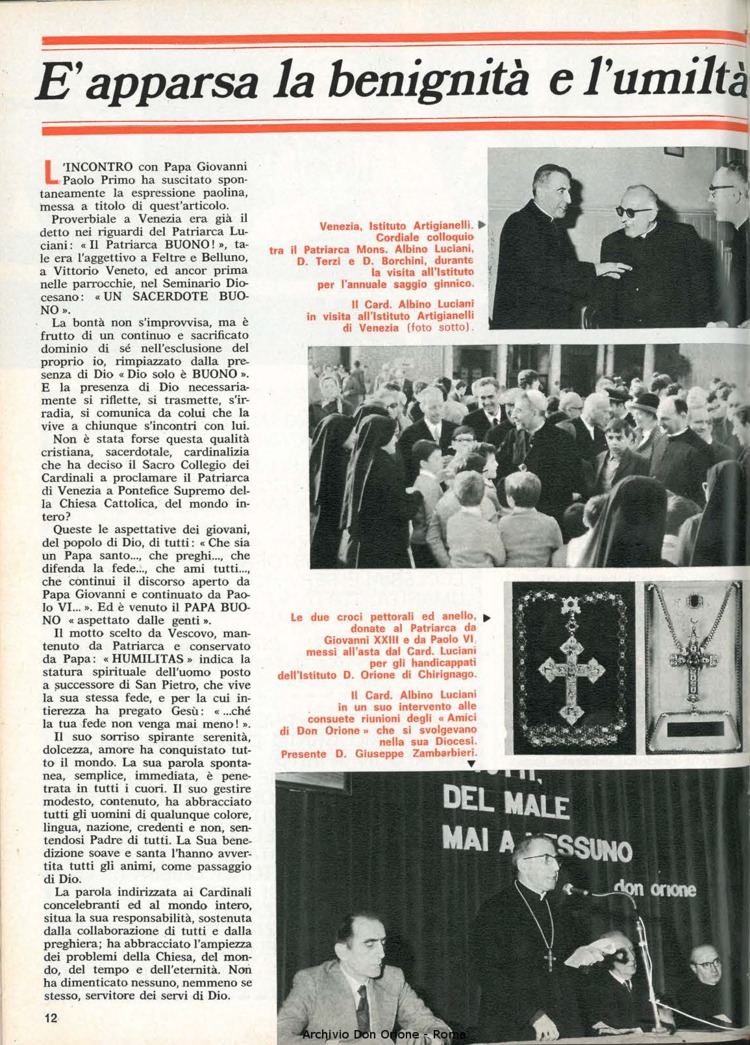 E' apparsa la benignità e l'umiltà
L'INCONTRO con Papa Giovanni
Paolo Primo ha suscitato spon-
taneamente la espressione paolina,
messa a titolo di quest'articolo.
Proverbiale a Venezia era già il
detto nei riguardi del Patriarca Lu-
ciani: « Il Patriarca BUONO! », ta-
le era l'aggettivo a Feltre e Belluno,
a Vittorio Veneto, ed ancor prima
nelle parrocchie, nel Seminario Dio-
cesano: « UN SACERDOTE BUO-
NO ».
La bontà non s'improvvisa, ma è
frutto di un continuo e sacrificato
dominio di sé nell'esclusione del
proprio io, rimpiazzato dalla pre-
senza di Dio « Dio solo è BUONO ».
E la presenza di Dio necessaria-
mente si riflette, si trasmette, s'ir-
radia, si comunica da colui che la
vive a chiunque s'incontri con lui.
Non è stata forse questa qualità
cristiana, sacerdotale, cardinalizia
che ha deciso il Sacro Collegio dei
Cardinali a proclamare il Patriarca
di Venezia a Pontefice Supremo del-
la Chiesa Cattolica, del mondo in-
tero?
Queste le aspettative dei giovani,
del popolo di Dio, di tutti: « Che sia
un Papa santo..., che preghi..., che
difenda la fede..., che ami tutti...,
che continui il discorso aperto da
Papa Giovanni e continuato da Pao-
lo VI... ». Ed è venuto il PAPA BUO-
NO « aspettato dalle genti ».
Il motto scelto da Vescovo, man-
tenuto da Patriarca e conservato
da Papa: « HUMILITAS » indica la
statura spirituale dell'uomo posto
a successore di San Pietro, che vive
la sua stessa fede, e per la cui in-
tierezza ha pregato Gesù: « ...ché
la tua fede non venga mai meno! ».
Il suo sorriso spirante serenità,
dolcezza, amore ha conquistato tut-
to il mondo. La sua parola sponta-
nea, semplice, immediata, è pene-
trata in tutti i cuori. Il suo gestire
modesto, contenuto, ha abbracciato
tutti gli uomini di qualunque colore,
lingua, nazione, credenti e non, sen-
tendosi Padre di tutti. La Sua bene-
dizione soave e santa l'hanno avver-
tita tutti gli animi, come passaggio
di Dio.
La parola indirizzata ai Cardinali
concelebranti ed al mondo intero,
situa la sua responsabilità, sostenuta
dalla collaborazione di tutti e dalla
preghiera; ha abbracciato l'ampiezza
dei problemi della Chiesa, del mon-
do, del tempo e dell'eternità. Non
ha dimenticato nessuno, nemmeno se
stesso, servitore dei servi di Dio.
12
Venezia, Istituto Artigianelli.
Cordiale colloquio
tra il Patriarca Mons. Albino Luciani,
D. Terzi e D. Borchini, durante
la visita all'Istituto
per l'annuale saggio ginnico.
Il Card. Albino Luciani
in visita all'Istituto Artigianelli
di Venezia (foto sotto).
Le due croci pettorali ed anello,
donate al Patriarca da
Giovanni XXIII e da Paolo VI,
messi all'asta dal Card. Luciani
per gli handicappati
dell'Istituto D. Orione di Chirignago.
Il Card. Albino Luciani
in un suo intervento alle
consuete riunioni degli « Amici
di Don Orione » che si svolgevano
nella sua Diocesi.
Presente D. Giuseppe Zambarbieri.
DEL MALE
MAI A NESSUNO
don orione
Archivio Don Orione - Roma